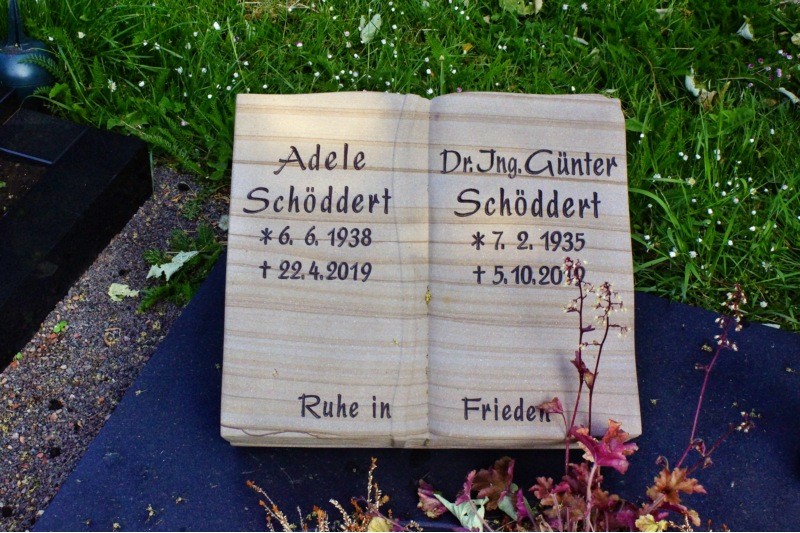 Adele
Schöddert
* 6. 6. 1938
† 22.4.2019
Ruhe in
Dr. Jng. Günter
Schöddert
* 7. 2. 1935
† 5.10.2019
Frieden